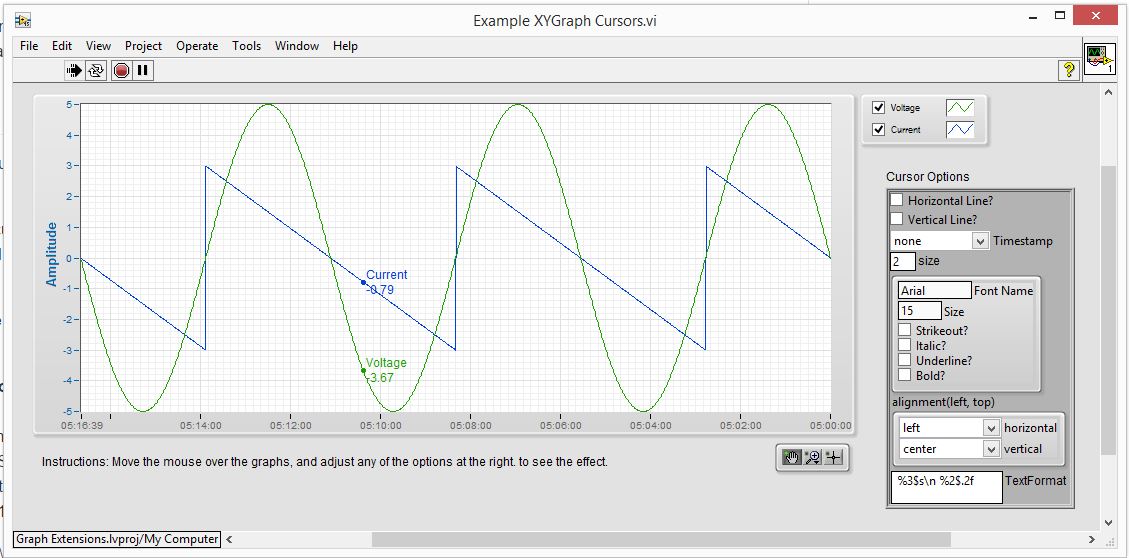 Example XYGraph Cursors.vi
File Edit View Project Operate Tools Window Help
1
Voltage
Current
5
4
3
2
1
0
-1
-2
-3
-4
-5
Amplitude
Current
-0.79
Voltage
-3.67
05:16:39 05:14:00 05:12:00 05:10:00 05:08:00 05:06:00 05:04:00 05:02:00 05:00:00
Cursor Options
Horizontal Line?
Vertical Line?
none Timestamp
2 size
Arial Font Name
15 Size
Strikeout?
Italic?
Underline?
Bold?
alignment(left, top)
left horizontal
center vertical
%3$s\n %2$.2f TextFormat
Instructions: Move the mouse over the graphs, and adjust any of the options at the right. to see the effect.
Graph Extensions.lvproj/My Computer